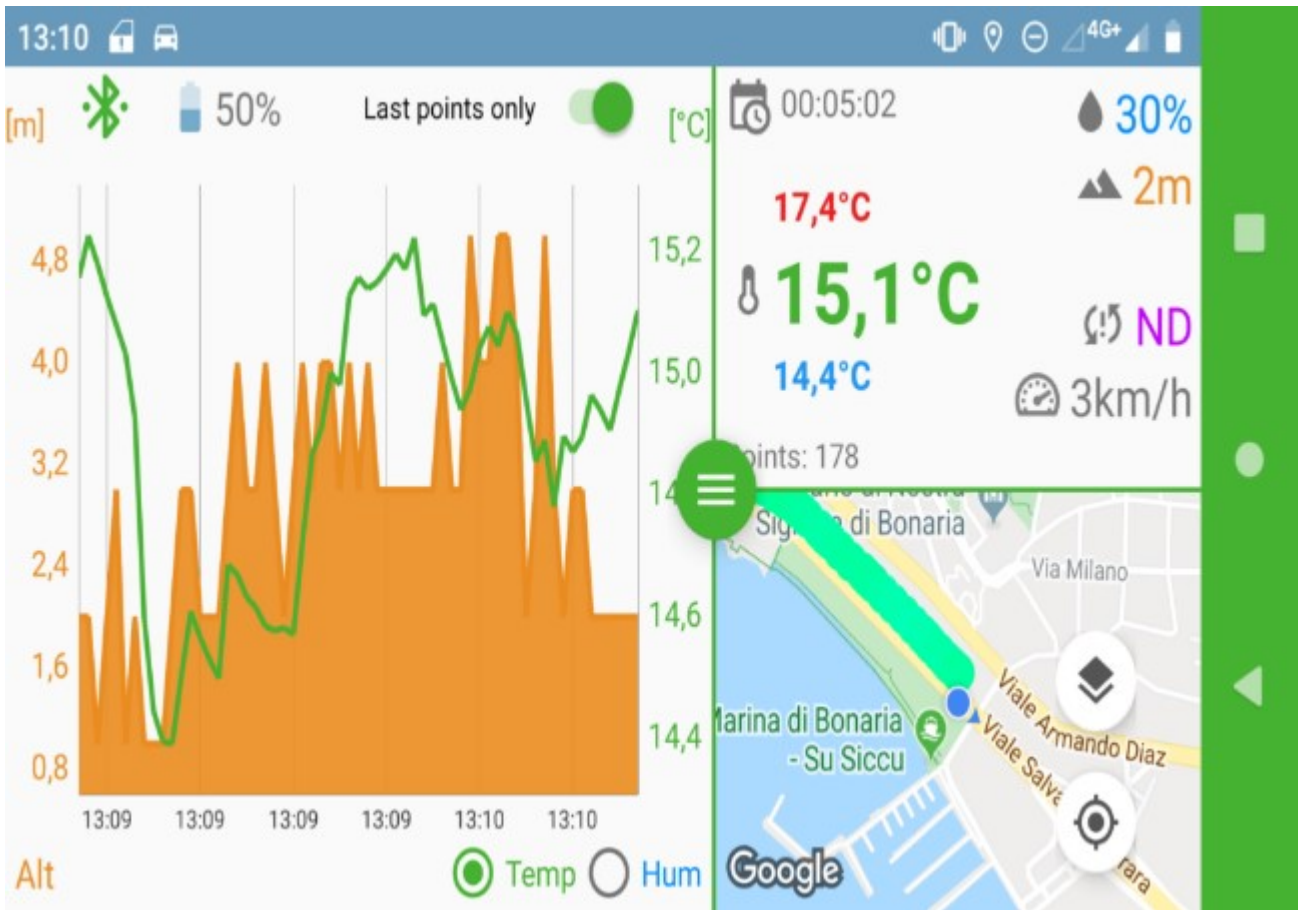 13:10
4G+
[m]
50%
Last points only
[°C]
4,8
4,0
3,2
2,4
1,6
0,8
15,2
15,0
14,6
14,4
13:09
13:09
13:09
13:09
13:10
13:10
Alt
Temp
Hum
00:05:02
30%
2m
17,4°C
15,1°C
14,4°C
ND
3km/h
178
di Bonaria
Via Milano
Marina di Bonaria
- Su Siccu
Viale Armando Diaz
Viale
Google